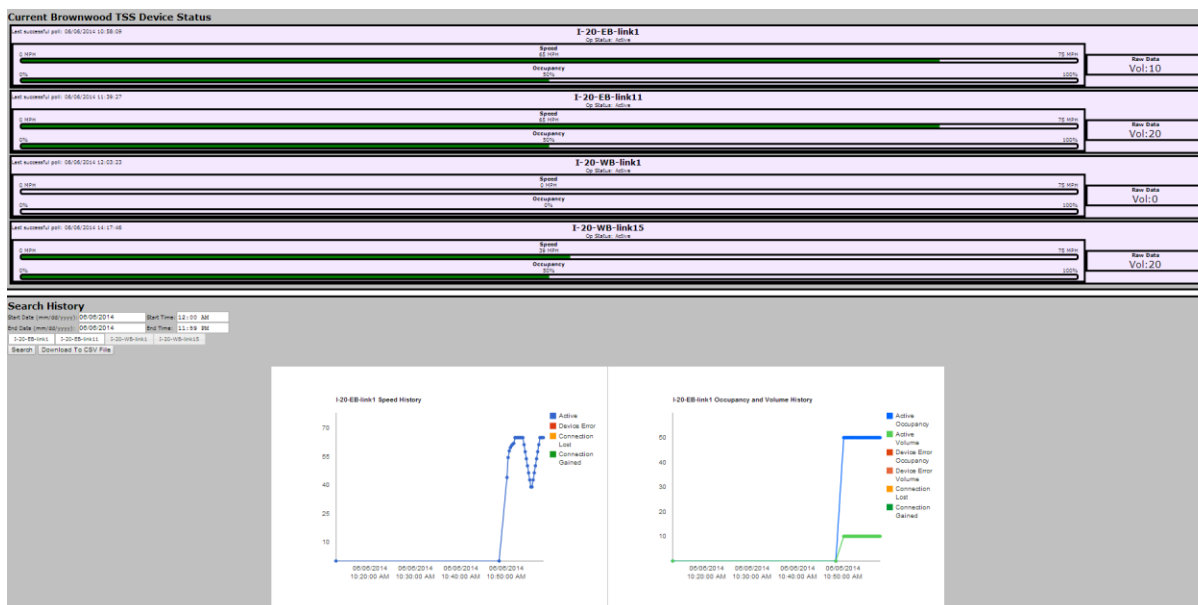 Current Brownwood TSS Device Status
Last successful poll: 06/06/2014 10:58:09
I-20-EB-link1
Op Status: Active
Speed
0 MPH 65 MPH 75 MPH
Occupancy
0% 50% 100%
Raw Data
Vol:10
Last successful poll: 06/06/2014 11:39:27
I-20-EB-link11
Op Status: Active
Speed
0 MPH 65 MPH 75 MPH
Occupancy
0% 50% 100%
Raw Data
Vol:20
Last successful poll: 06/06/2014 12:03:23
I-20-WB-link1
Op Status: Active
Speed
0 MPH 0 MPH 75 MPH
Occupancy
0% 0% 100%
Raw Data
Vol:0
Last successful poll: 06/06/2014 14:17:48
I-20-WB-link15
Op Status: Active
Speed
0 MPH 39 MPH 75 MPH
Occupancy
0% 50% 100%
Raw Data
Vol:20
Search History
Start Date (mm/dd/yyyy): 06/06/2014 Start Time: 12:00 AM
End Date (mm/dd/yyyy): 06/06/2014 End Time: 11:59 PM
I-20-EB-link1 I-20-EB-link11 I-20-WB-link1 I-20-WB-link15
Search Download To CSV File
I-20-EB-link1 Speed History
70
55
40
25
10
06/06/2014 10:20:00 AM
06/06/2014 10:30:00 AM
06/06/2014 10:40:00 AM
06/06/2014 10:50:00 AM
Active
Device Error
Connection
Lost
Connection
Gained
I-20-EB-link1 Occupancy and Volume History
50
40
30
20
10
06/06/2014 10:20:00 AM
06/06/2014 10:30:00 AM
06/06/2014 10:40:00 AM
06/06/2014 10:50:00 AM
Active
Occupancy
Active
Volume
Device Error
Occupancy
Device Error
Volume
Connection
Lost
Connection
Gained